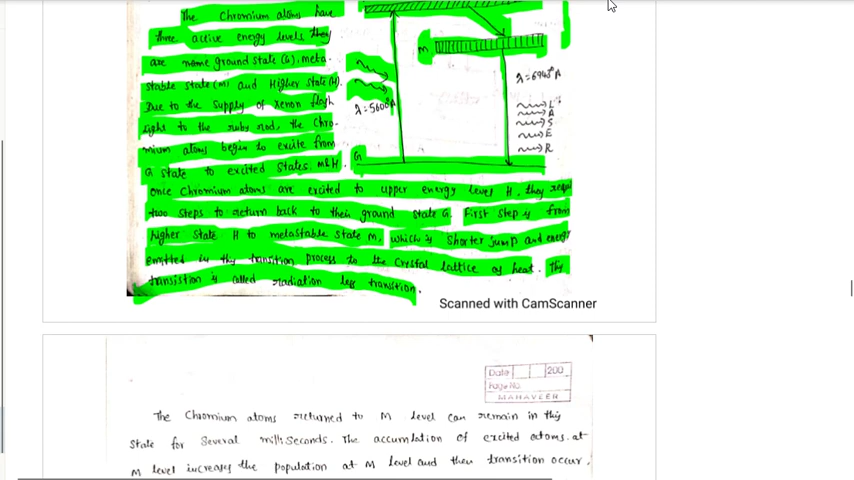 The Chromium atoms have
three active energy levels they
are name ground State (G), meta-
stable state (M) and Higher State (H).
Due to the Supply of Xenon flash
light to the ruby rod, the Chro-
mium atoms begin to excite from
G state to excited States, M&H.
M
λ=6943°A
λ=5600°A
L
A
S
E
R
G
once Chromium atoms are excited to upper energy level H, they
two steps to return back to their ground state G. First step is from
higher State H to metastable state M, which is Shorter jump and energy
emitted in this transition process to the Crystal lattice as heat. This
transistion is called radiation less transition.
Scanned with CamScanner
Date 200
Page No.
MAHAVEER
The Chromium atoms returned to M level can remain in this
State for Several milli Seconds. The accumlation of excited atoms at
M level increases the population at M level and then transition occur.